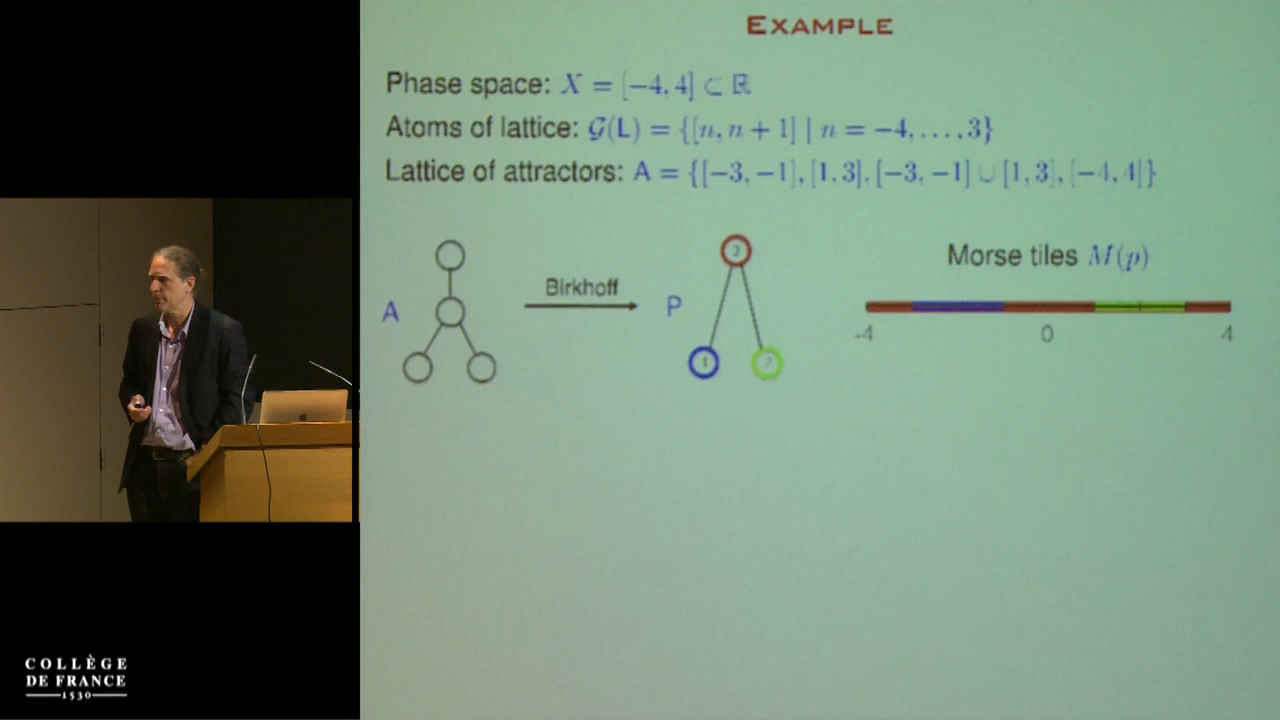 EXAMPLE
Phase space: X = [−4, 4] ⊂ ℝ
Atoms of lattice: 𝒢(L) = {[n, n + 1] | n = −4, . . . , 3}
Lattice of attractors: A = {[−3, −1], [1, 3], [−3, −1] ∪ [1, 3], [−4, 4]}
A
Birkhoff
P
3
1
2
Morse tiles M(p)
-4
0
4
COLLÈGE
DE FRANCE
1530